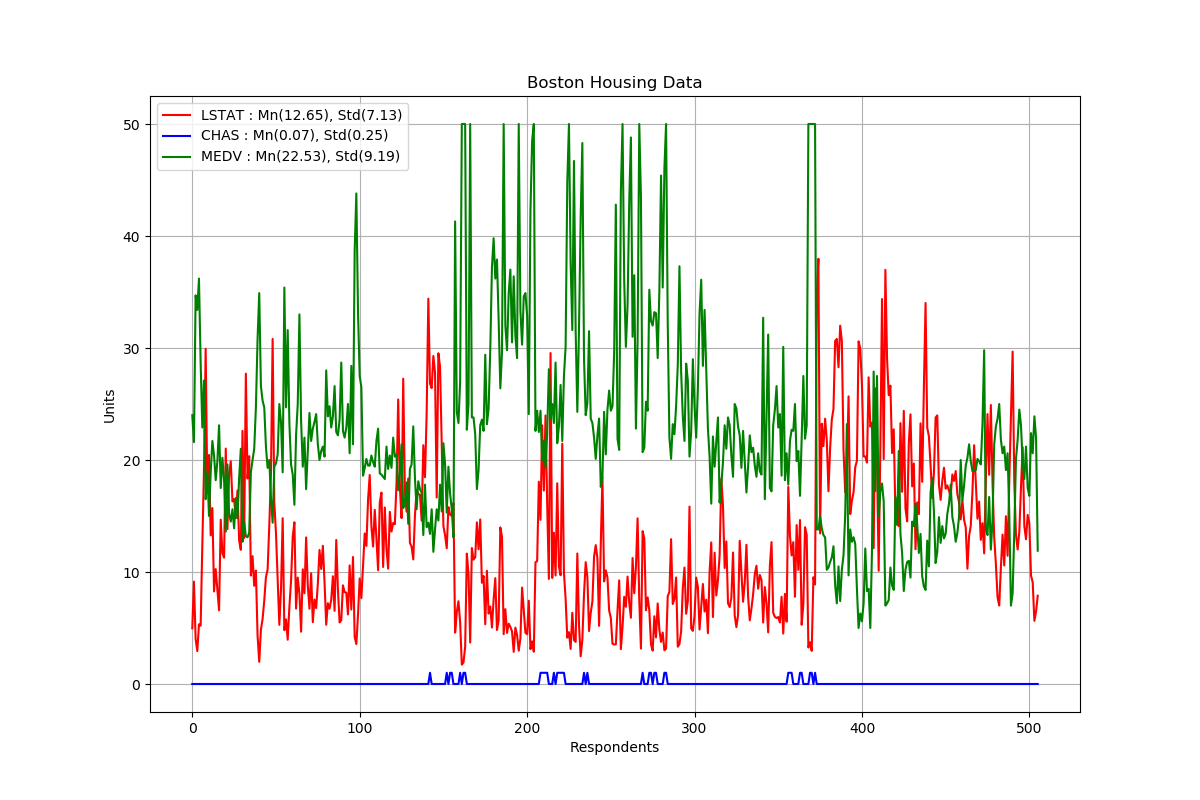 Boston Housing Data
LSTAT : Mn(12.65), Std(7.13)
CHAS : Mn(0.07), Std(0.25)
MEDV : Mn(22.53), Std(9.19)
50
40
30
20
10
0
Units
0 100 200 300 400 500
Respondents